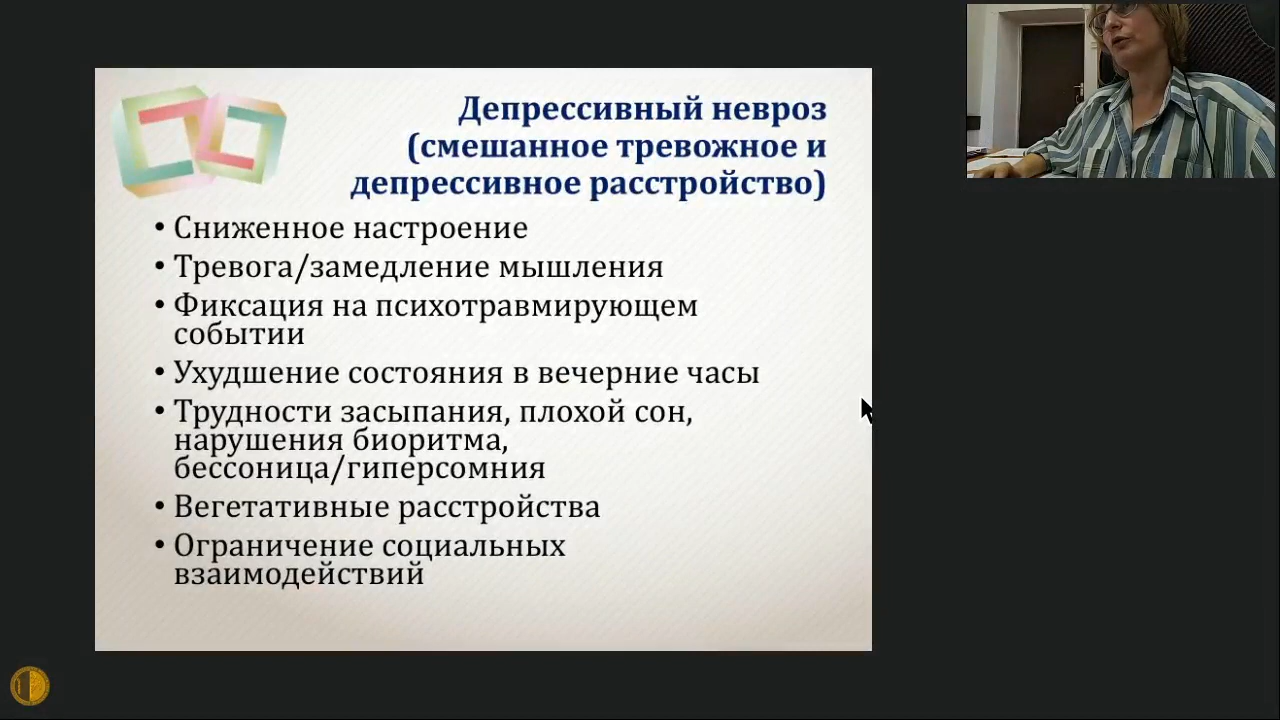 Депрессивный невроз
(смешанное тревожное и
депрессивное расстройство)
• Сниженное настроение
• Тревога/замедление мышления
• Фиксация на психотравмирующем
событии
• Ухудшение состояния в вечерние часы
• Трудности засыпания, плохой сон,
нарушения биоритма,
бессоница/гиперсомния
• Вегетативные расстройства
• Ограничение социальных
взаимодействий